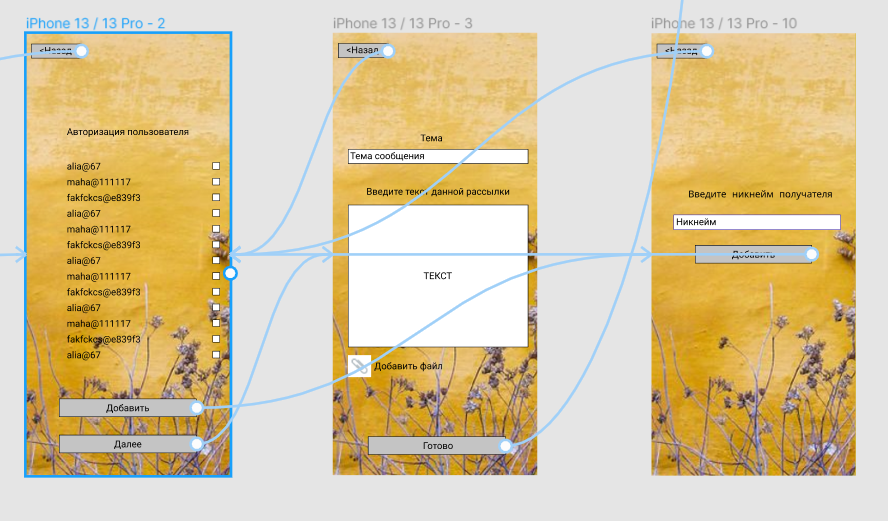 iPhone 13 / 13 Pro - 2
<Назад
Авторизация пользователя
alia@67
maha@111117
fakfckcs@e839f3
alia@67
maha@111117
fakfckcs@e839f3
alia@67
maha@111117
fakfckcs@e839f3
alia@67
maha@111117
fakfckcs@e839f3
alia@67
Добавить
Далее
iPhone 13 / 13 Pro - 3
<Назад
Тема
Тема сообщения
Введите текст данной рассылки
ТЕКСТ
Добавить файл
Готово
iPhone 13 / 13 Pro - 10
<Назад
Введите никнейм получателя
Никнейм
Добавить